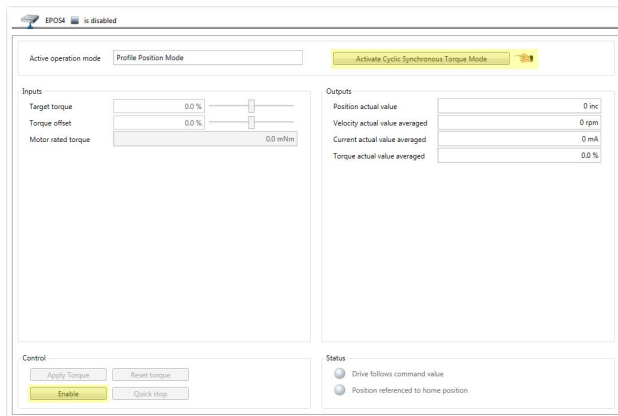 EPOS4 is disabled
Active operation mode Profile Position Mode Activate Cyclic Synchronous Torque Mode
Inputs
Target torque 0.0 %
Torque offset 0.0 %
Motor rated torque 0.0 mNm
Outputs
Position actual value 0 inc
Velocity actual value averaged 0 rpm
Current actual value averaged 0 mA
Torque actual value averaged 0.0 %
Control
Apply Torque Reset torque
Enable Quick stop
Status
Drive follows command value
Position referenced to home position